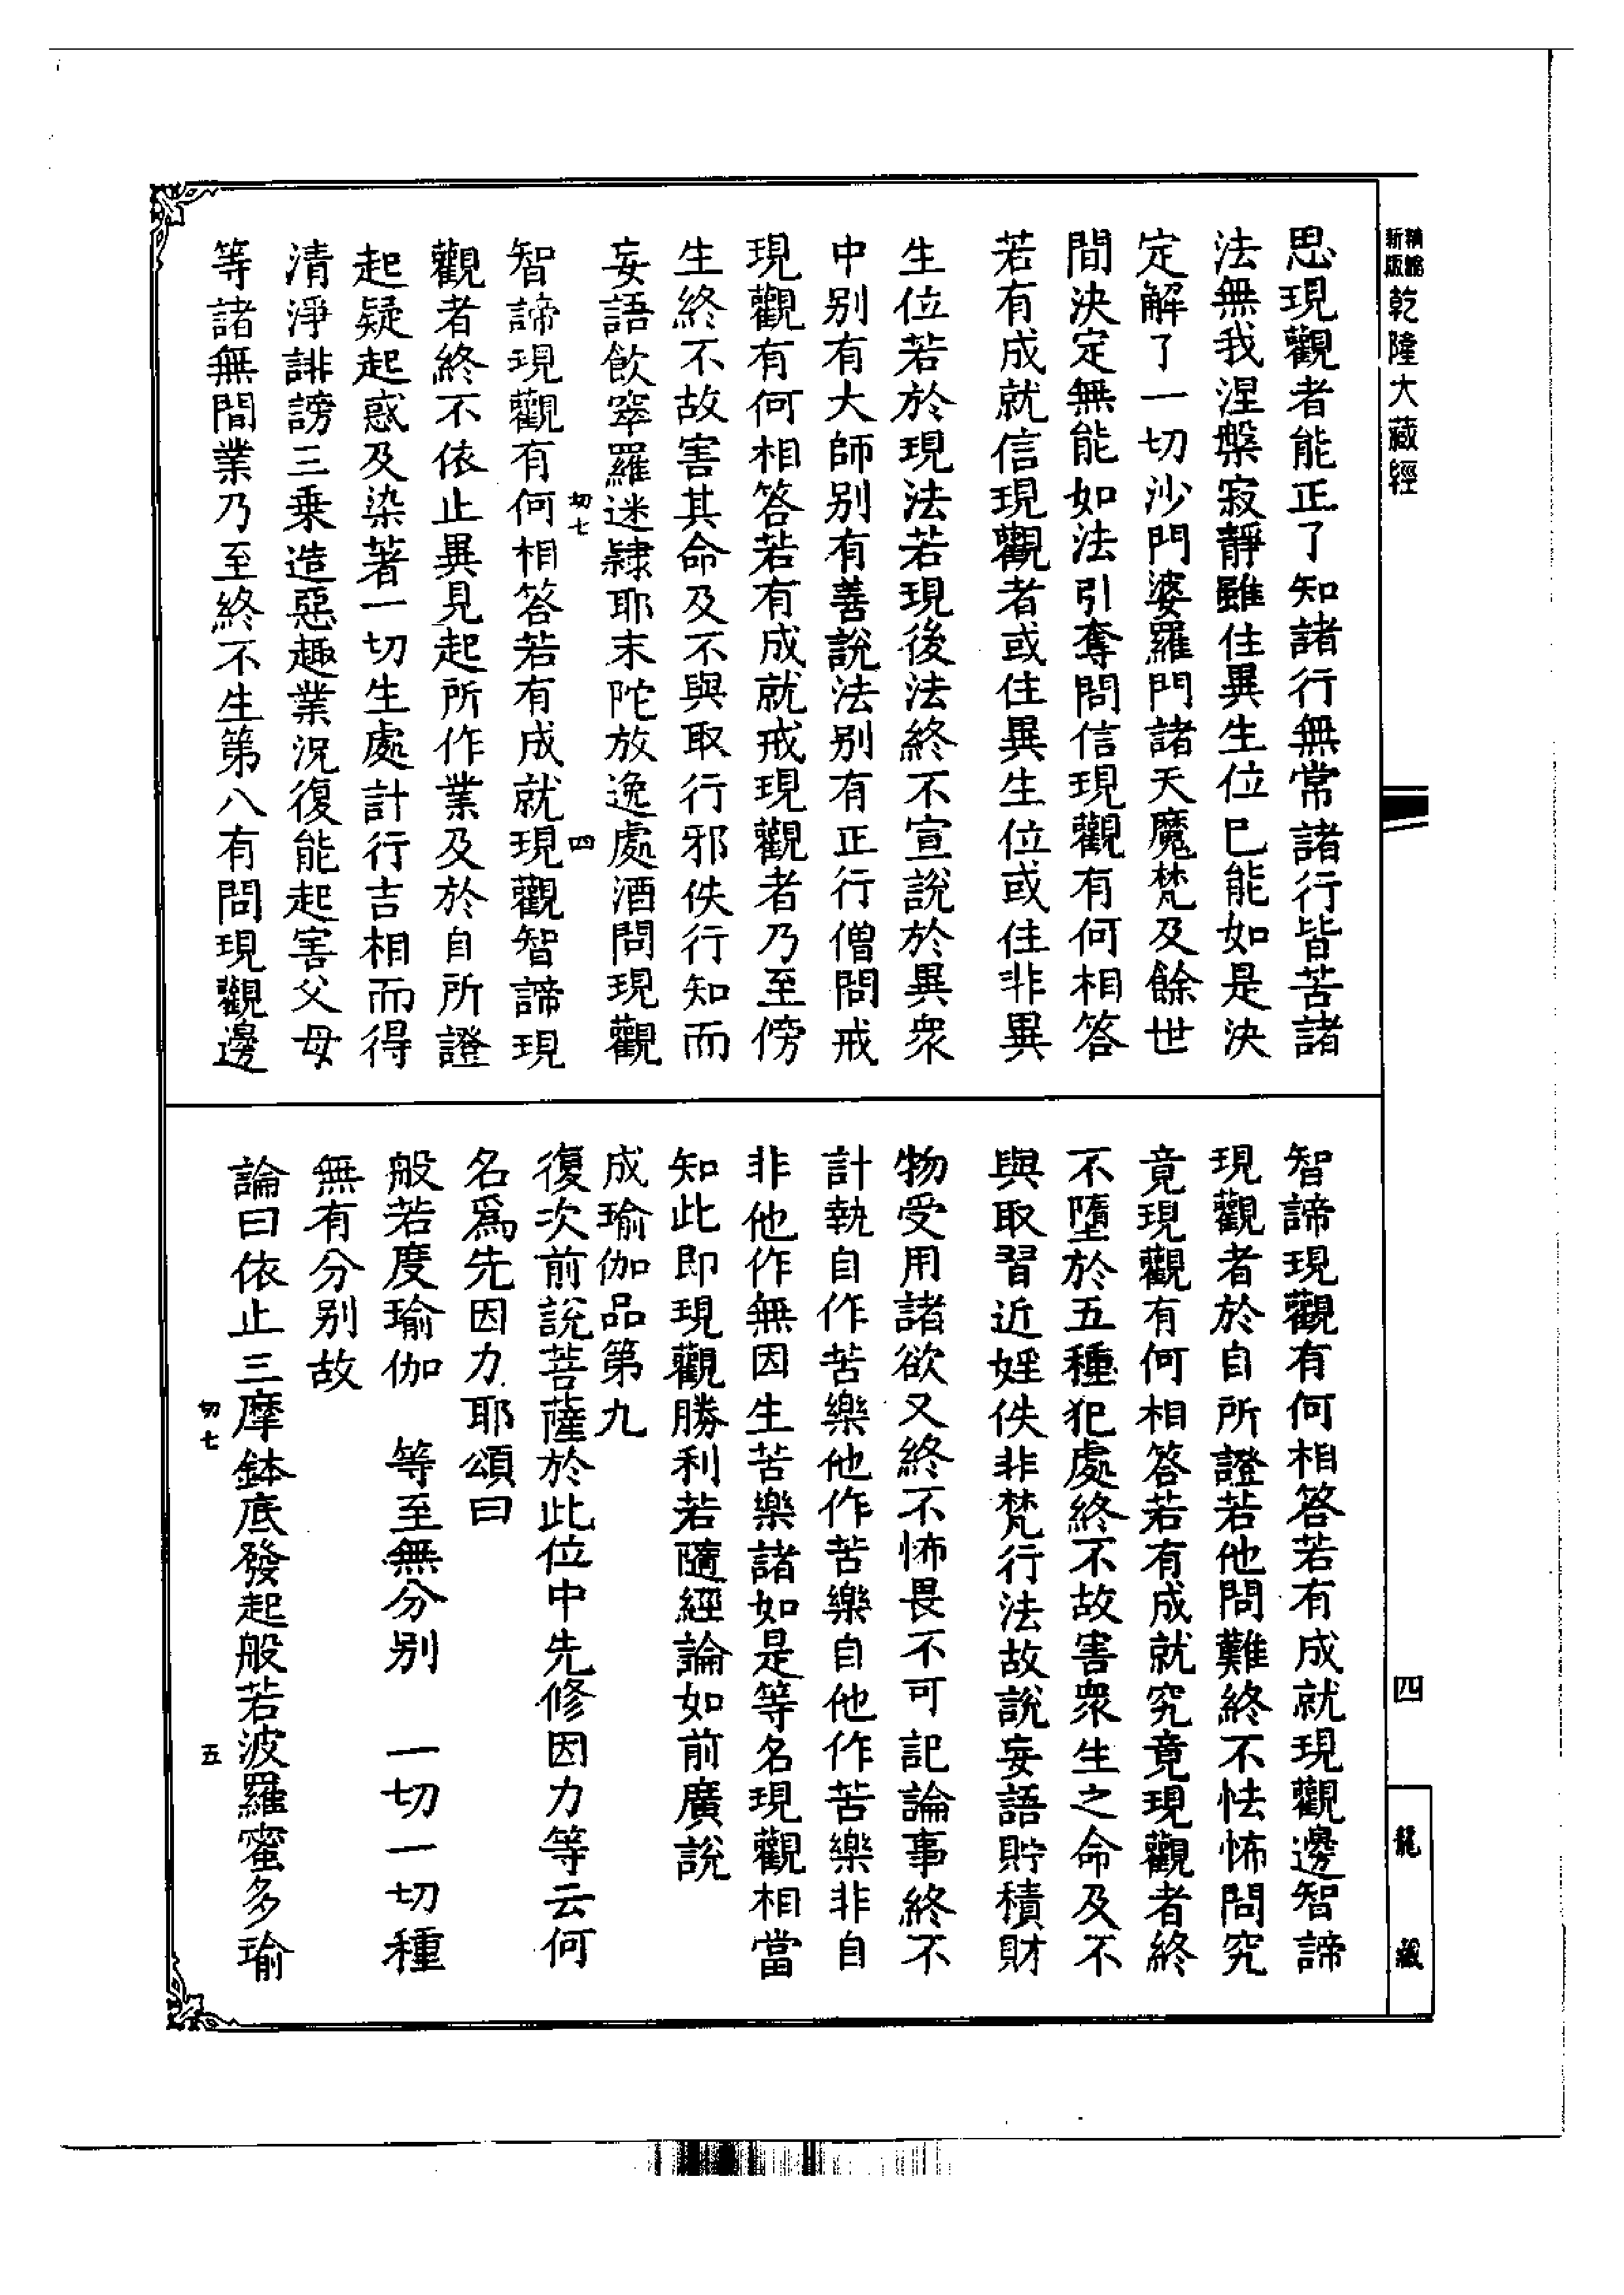 新版精縮乾隆大藏經
四
龍藏
思現觀者能正了知諸行無常諸行皆苦諸
法無我涅槃寂靜雖住異生位已能如是決
定解了一切沙門婆羅門諸天魔梵及餘世
間決定無能如法引奪問信現觀有何相答
若有成就信現觀者或住異生位或住非異
生位若於現法若現後法終不宣說於異眾
中別有大師別有善說法別有正行僧問戒
現觀有何相答若有成就戒現觀者乃至傍
生終不故害其命及不與取行邪佚行知而
妄語飲窣羅迷隸耶末陀放逸處酒問現觀
切七 四
智諦現觀有何相答若有成就現觀智諦現
觀者終不依止異見起所作業及於自所證
起疑起惑及染著一切生處計行吉相而得
清淨誹謗三乘造惡趣業況復能起害父母
等諸無間業乃至終不生第八有問現觀邊
智諦現觀有何相答若有成就現觀邊智諦
現觀者於自所證若他問難終不怯怖問究
竟現觀有何相答若有成就究竟現觀者終
不墮於五種犯處終不故害眾生之命及不
與取習近婬佚非梵行法故說妄語貯積財
物受用諸欲又終不怖畏不可記論事終不
計執自作苦樂他作苦樂自他作苦樂非自
非他作無因生苦樂諸如是等名現觀相當
知此即現觀勝利若隨經論如前廣說
成瑜伽品第九
復次前說菩薩於此位中先修因力等云何
名爲先因力耶頌曰
般若度瑜伽　等至無分別　一切一切種
無有分別故
論曰依止三摩鉢底發起般若波羅蜜多瑜
切七 五